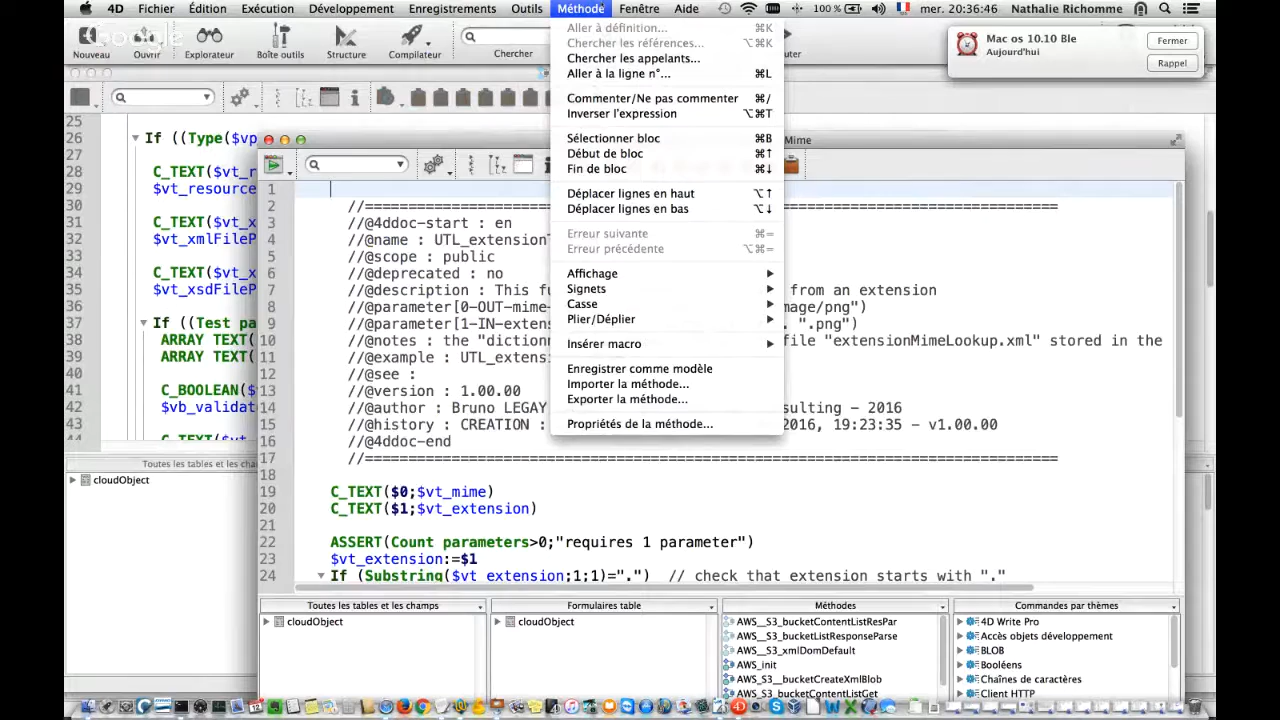 4D Fichier Édition Exécution Développement Enregistrements Outils Méthode Fenêtre Aide 100 % mer. 20:36:46 Nathalie Richomme
Google
Nouveau Ouvrir Explorateur Boîte outils Structure Compilateur Chercher
Mac os 10.10 Ble
Aujourd'hui
Fermer
Rappel
Aller à définition... ⌘K
Chercher les références... ⌥⌘K
Chercher les appelants...
Aller à la ligne n°... ⌘L
Commenter/Ne pas commenter ⌘/
Inverser l'expression ⌥⌘T
Sélectionner bloc ⌘B
Début de bloc ⌘↑
Fin de bloc ⌘↓
Déplacer lignes en haut ⌥↑
Déplacer lignes en bas ⌥↓
Erreur suivante ⌘=
Erreur précédente ⌥⌘=
Affichage
Signets
Casse
Plier/Déplier
Insérer macro
Enregistrer comme modèle
Importer la méthode...
Exporter la méthode...
Propriétés de la méthode...
25
26 If ((Type($vp
27
28 C_TEXT($vt_r
29 $vt_resource
30
31 C_TEXT($vt_x
32 $vt_xmlFileP
33
34 C_TEXT($vt_x
35 $vt_xsdFileP
36
37 If ((Test pa
38 ARRAY TEXT(
39 ARRAY TEXT(
40
41 C_BOOLEAN($
42 $vb_validat
43
44 C_TEXT($vt
Toutes les tables et les champs
cloudObject
Mime
1
2 //==============================================================================
3 //@4ddoc-start : en
4 //@name : UTL_extension
5 //@scope : public
6 //@deprecated : no
7 //@description : This fu from an extension
8 //@parameter[0-OUT-mime- mage/png")
9 //@parameter[1-IN-extens . ".png")
10 //@notes : the "dictionn file "extensionMimeLookup.xml" stored in the
11 //@example : UTL_extensi
12 //@see :
13 //@version : 1.00.00
14 //@author : Bruno LEGAY sulting - 2016
15 //@history : CREATION : 2016, 19:23:35 - v1.00.00
16 //@4ddoc-end
17 //==============================================================================
18
19 C_TEXT($0;$vt_mime)
20 C_TEXT($1;$vt_extension)
21
22 ASSERT(Count parameters>0;"requires 1 parameter")
23 $vt_extension:=$1
24 If (Substring($vt_extension;1;1)=".") // check that extension starts with "."
Toutes les tables et les champs Formulaires table Méthodes Commandes par thèmes
cloudObject
cloudObject
AWS__S3_bucketContentListResPar
AWS__S3_bucketListResponseParse
AWS__S3_xmlDomDefault
AWS_init
AWS_S3__bucketCreateXmlBlob
AWS_S3_bucketContentListGet
4D Write Pro
Accès objets développement
BLOB
Booléens
Chaînes de caractères
Client HTTP